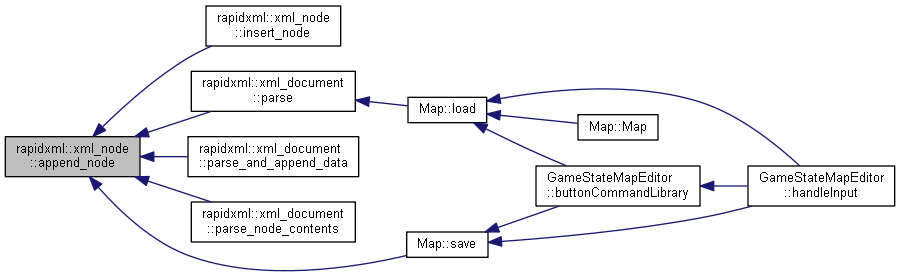 rapidxml::xml_node
::insert_node
rapidxml::xml_document
::parse
Map::load
Map::Map
rapidxml::xml_node
::append_node
rapidxml::xml_document
::parse_and_append_data
GameStateMapEditor
::buttonCommandLibrary
GameStateMapEditor
::handleInput
rapidxml::xml_document
::parse_node_contents
Map::save